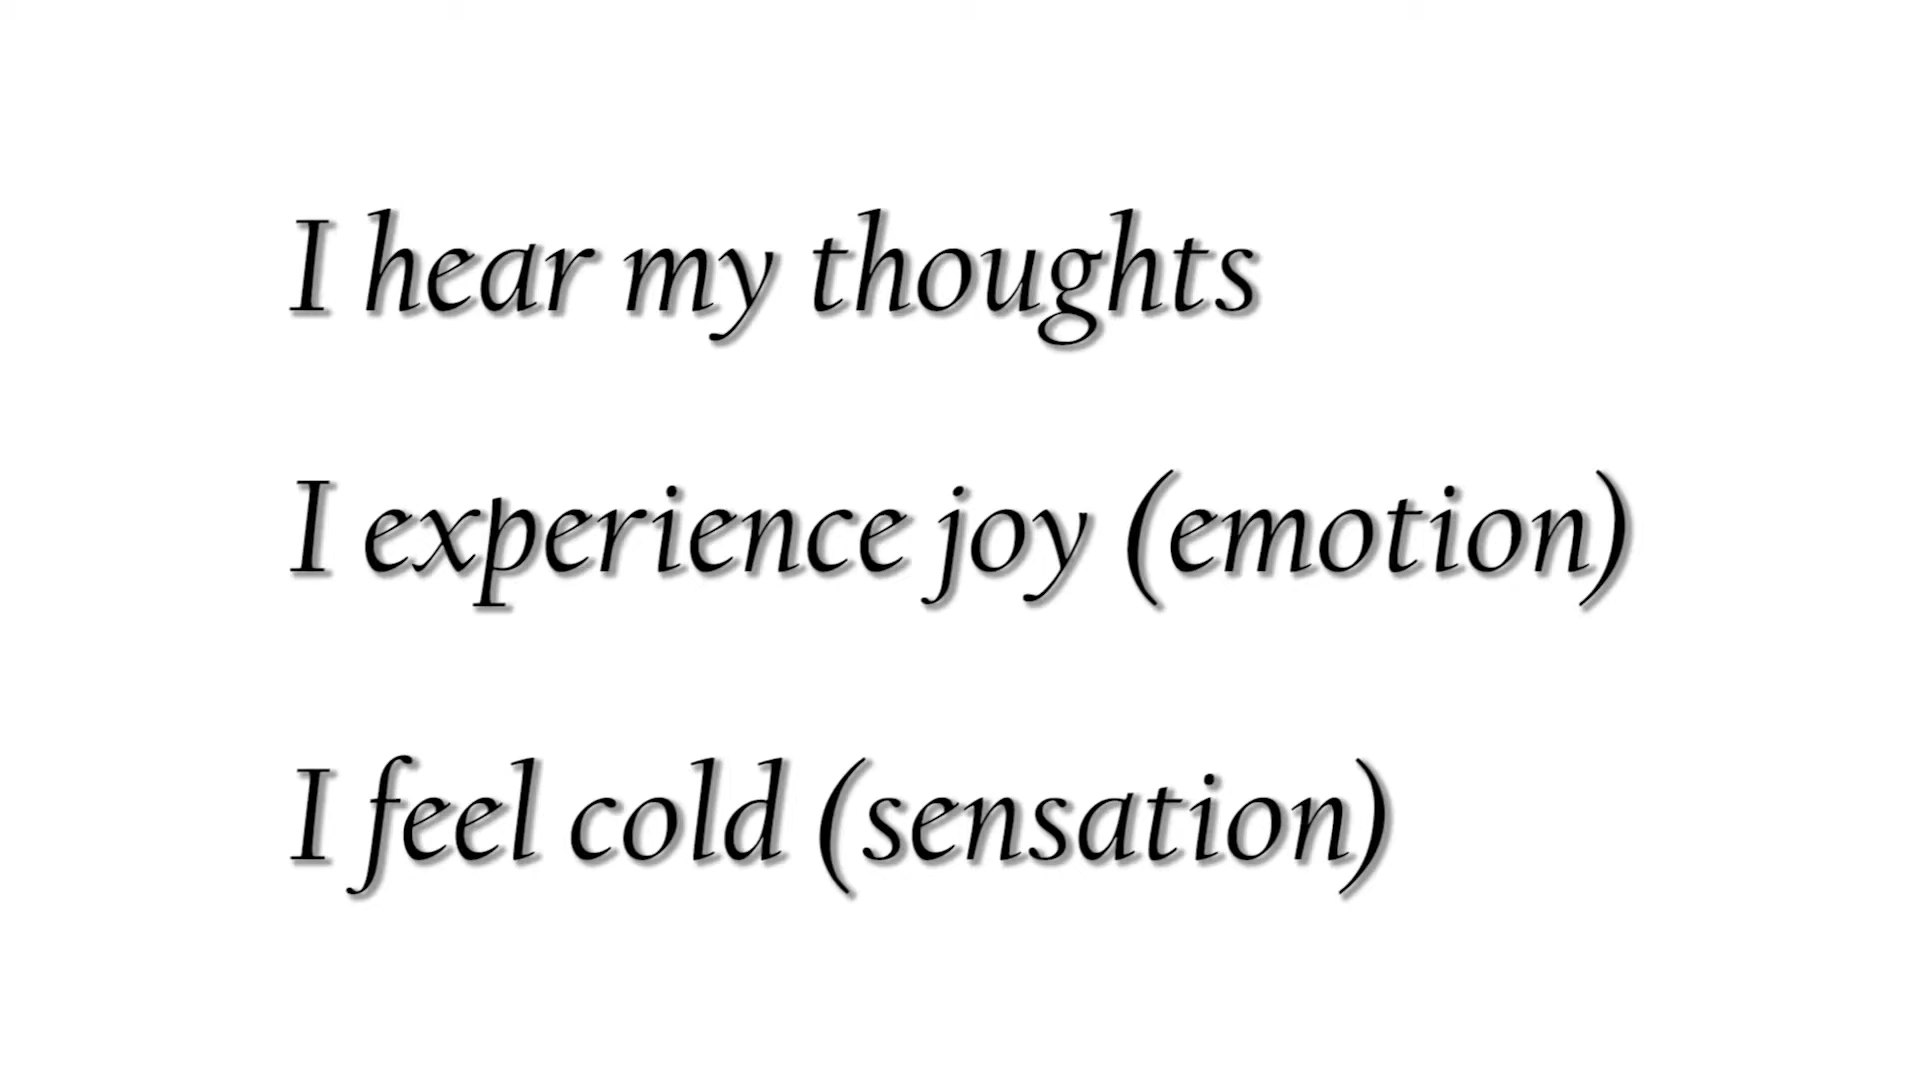 I hear my thoughts
I experience joy (emotion)
I feel cold (sensation)